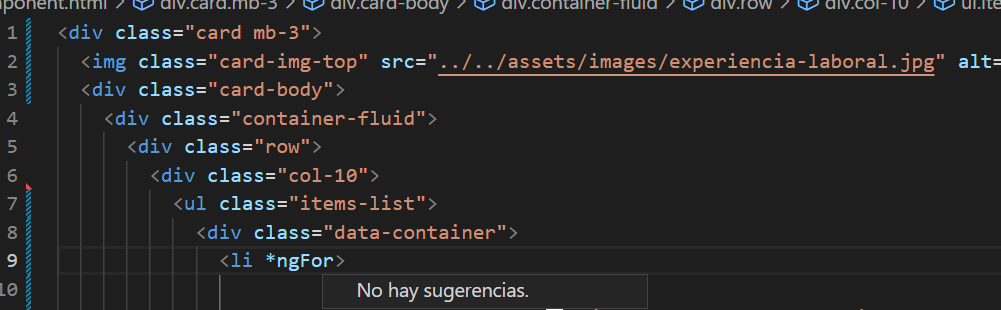 ponent.html > div.card.mb-3 > div.card-body > div.container-fluid > div.row > div.col-10 > ul.ite
1 <div class="card mb-3">
2 <img class="card-img-top" src="../../assets/images/experiencia-laboral.jpg" alt=
3 <div class="card-body">
4 <div class="container-fluid">
5 <div class="row">
6 <div class="col-10">
7 <ul class="items-list">
8 <div class="data-container">
9 <li *ngFor>
10
No hay sugerencias.